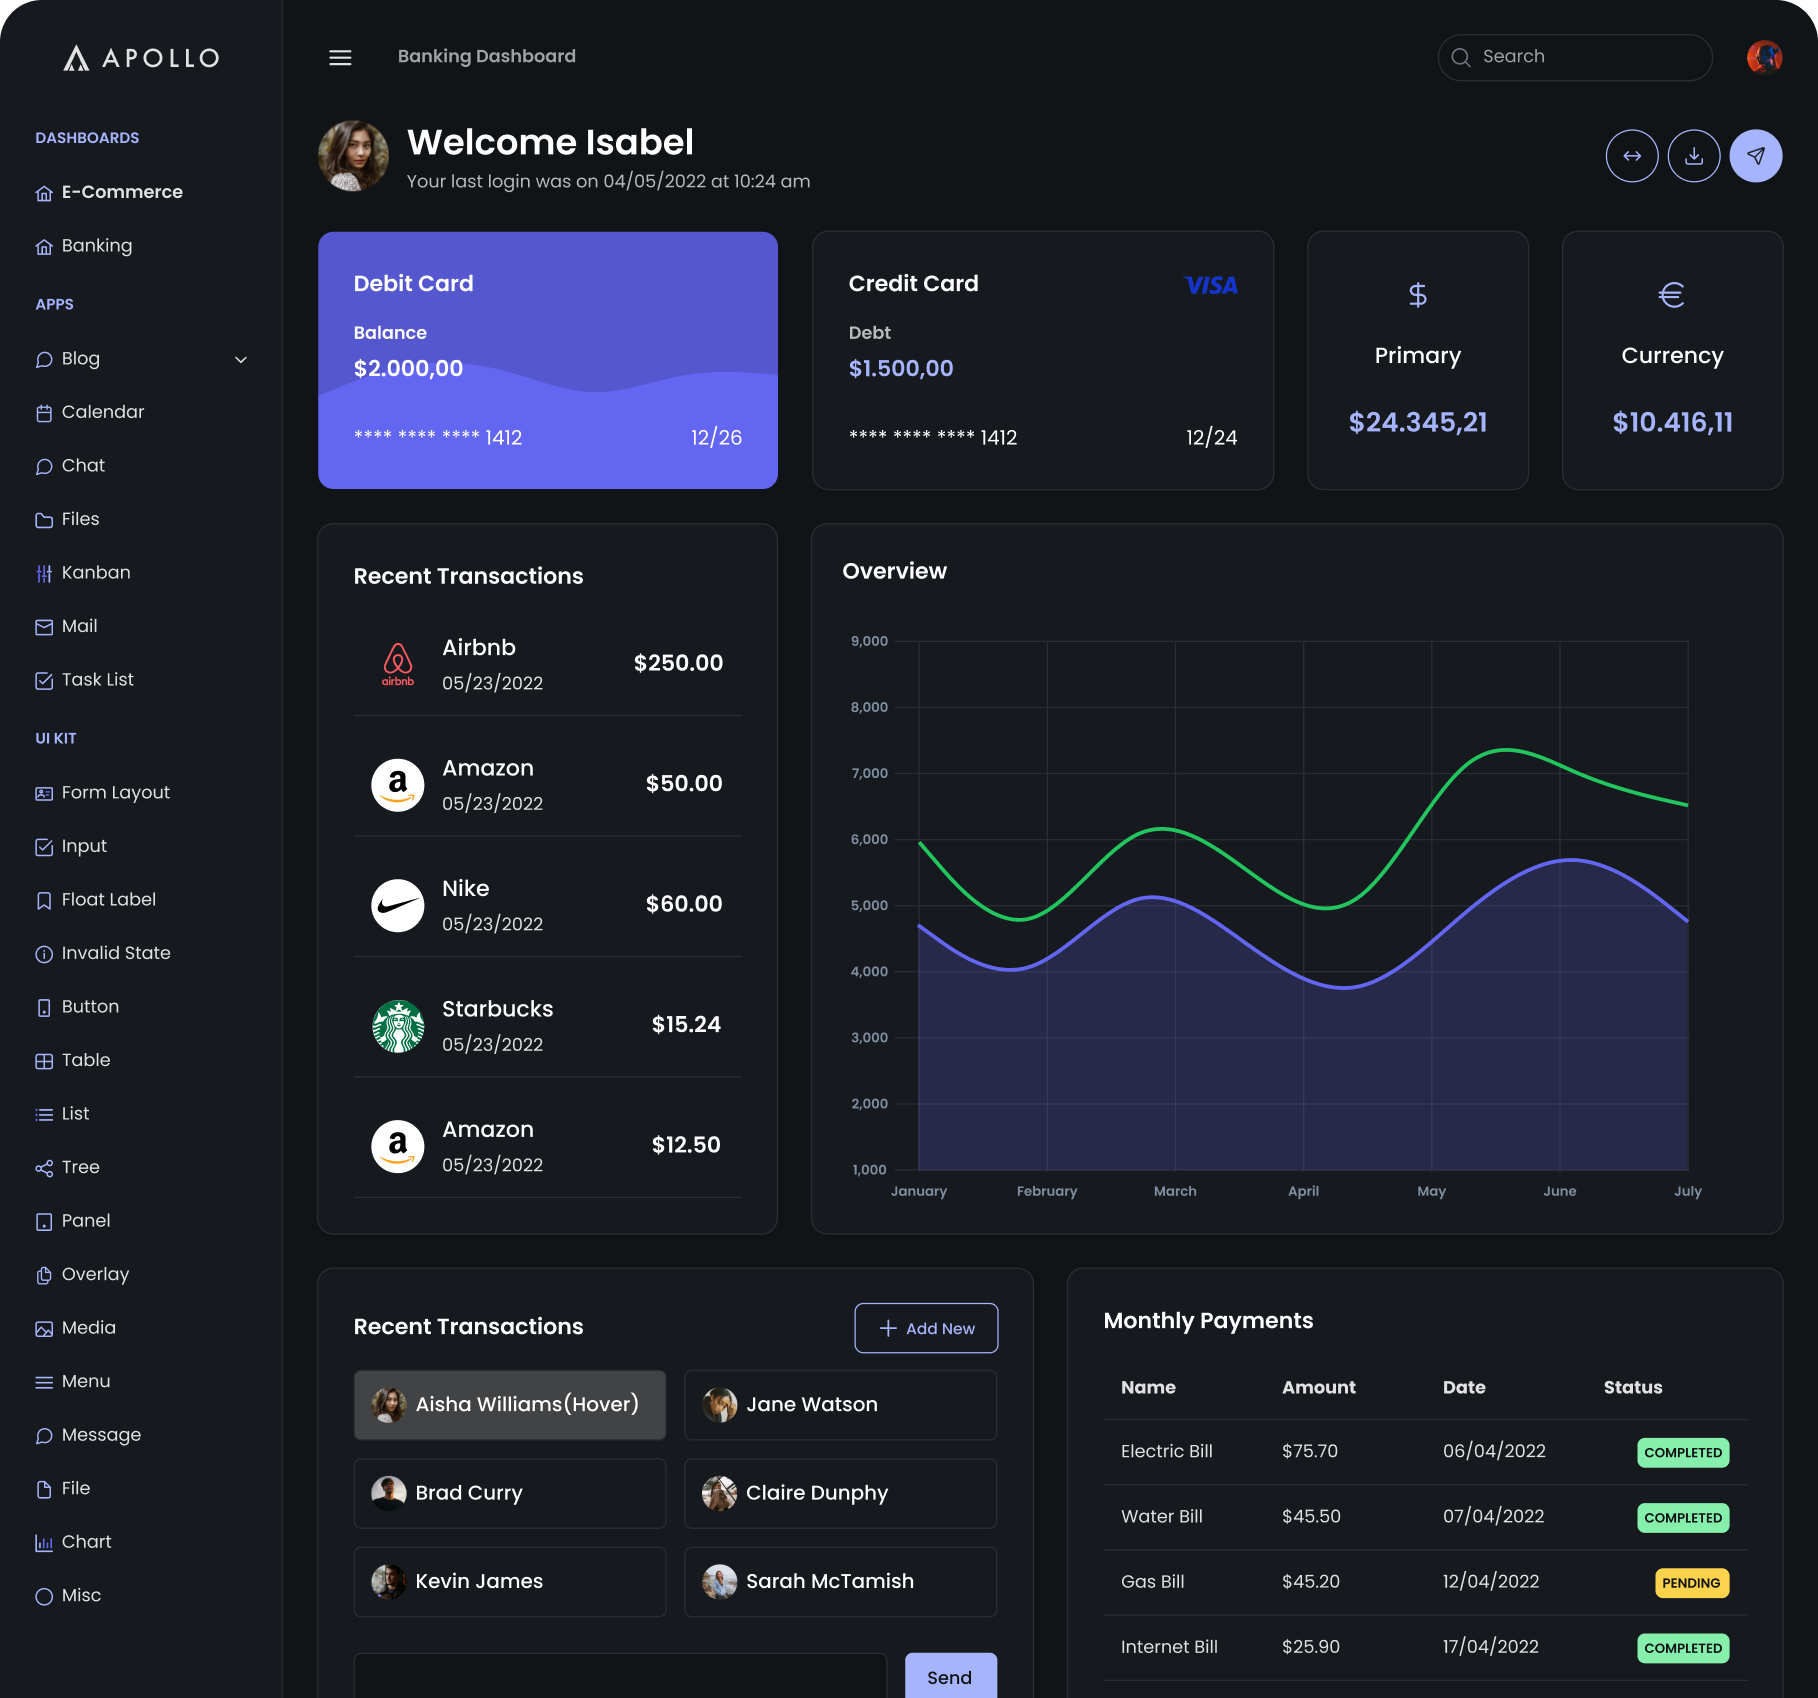 APOLLO
DASHBOARDS
E-Commerce
Banking
APPS
Blog
Calendar
Chat
Files
Kanban
Mail
Task List
UI KIT
Form Layout
Input
Float Label
Invalid State
Button
Table
List
Tree
Panel
Overlay
Media
Menu
Message
File
Chart
Misc
Banking Dashboard
Search
Welcome Isabel
Your last login was on 04/05/2022 at 10:24 am
Debit Card
Balance
$2.000,00
**** **** **** 1412 12/26
Credit Card VISA
Debt
$1.500,00
**** **** **** 1412 12/24
$
Primary
$24.345,21
€
Currency
$10.416,11
Recent Transactions
airbnb
Airbnb
05/23/2022
$250.00
a
Amazon
05/23/2022
$50.00
Nike
05/23/2022
$60.00
Starbucks
05/23/2022
$15.24
a
Amazon
05/23/2022
$12.50
Overview
9,000
8,000
7,000
6,000
5,000
4,000
3,000
2,000
1,000
January February March April May June July
Recent Transactions
Add New
Aisha Williams(Hover) Jane Watson
Brad Curry Claire Dunphy
Kevin James Sarah McTamish
Send
Monthly Payments
Name Amount Date Status
Electric Bill $75.70 06/04/2022 COMPLETED
Water Bill $45.50 07/04/2022 COMPLETED
Gas Bill $45.20 12/04/2022 PENDING
Internet Bill $25.90 17/04/2022 COMPLETED